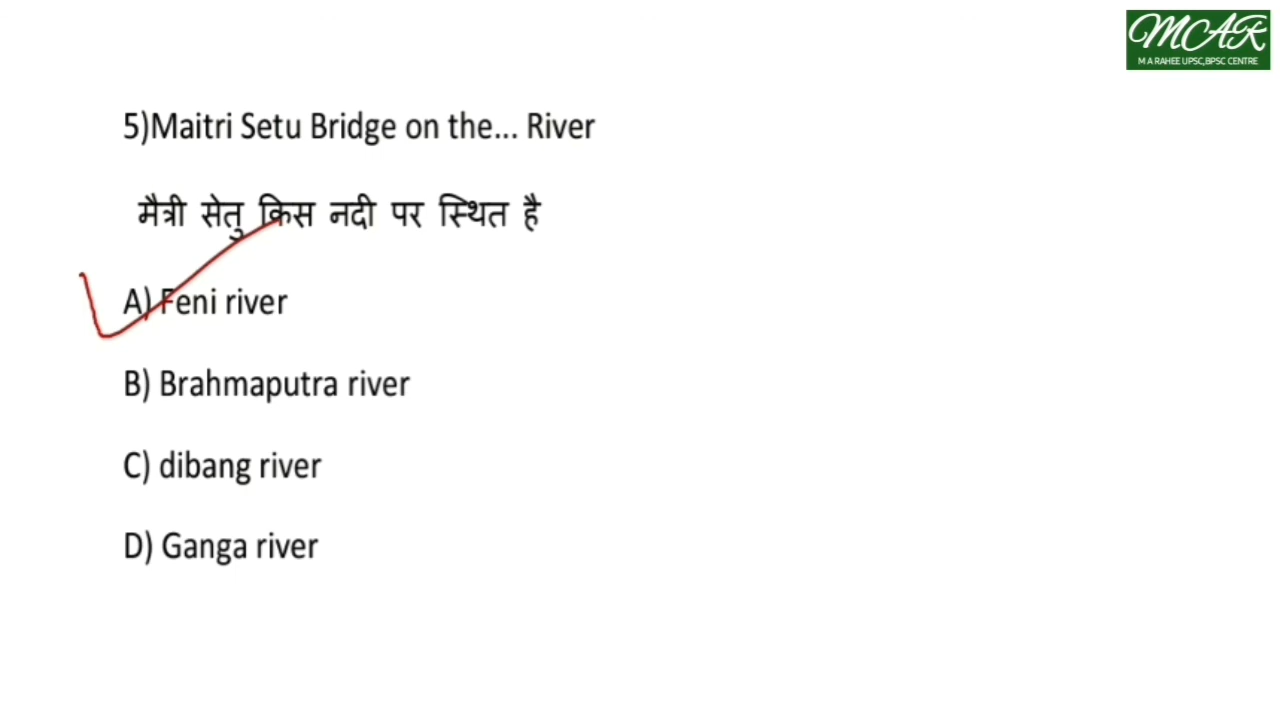 MCAR
M A RAHEE UPSC,BPSC CENTRE
5)Maitri Setu Bridge on the... River
मैत्री सेतु किस नदी पर स्थित है
A) Feni river
B) Brahmaputra river
C) dibang river
D) Ganga river